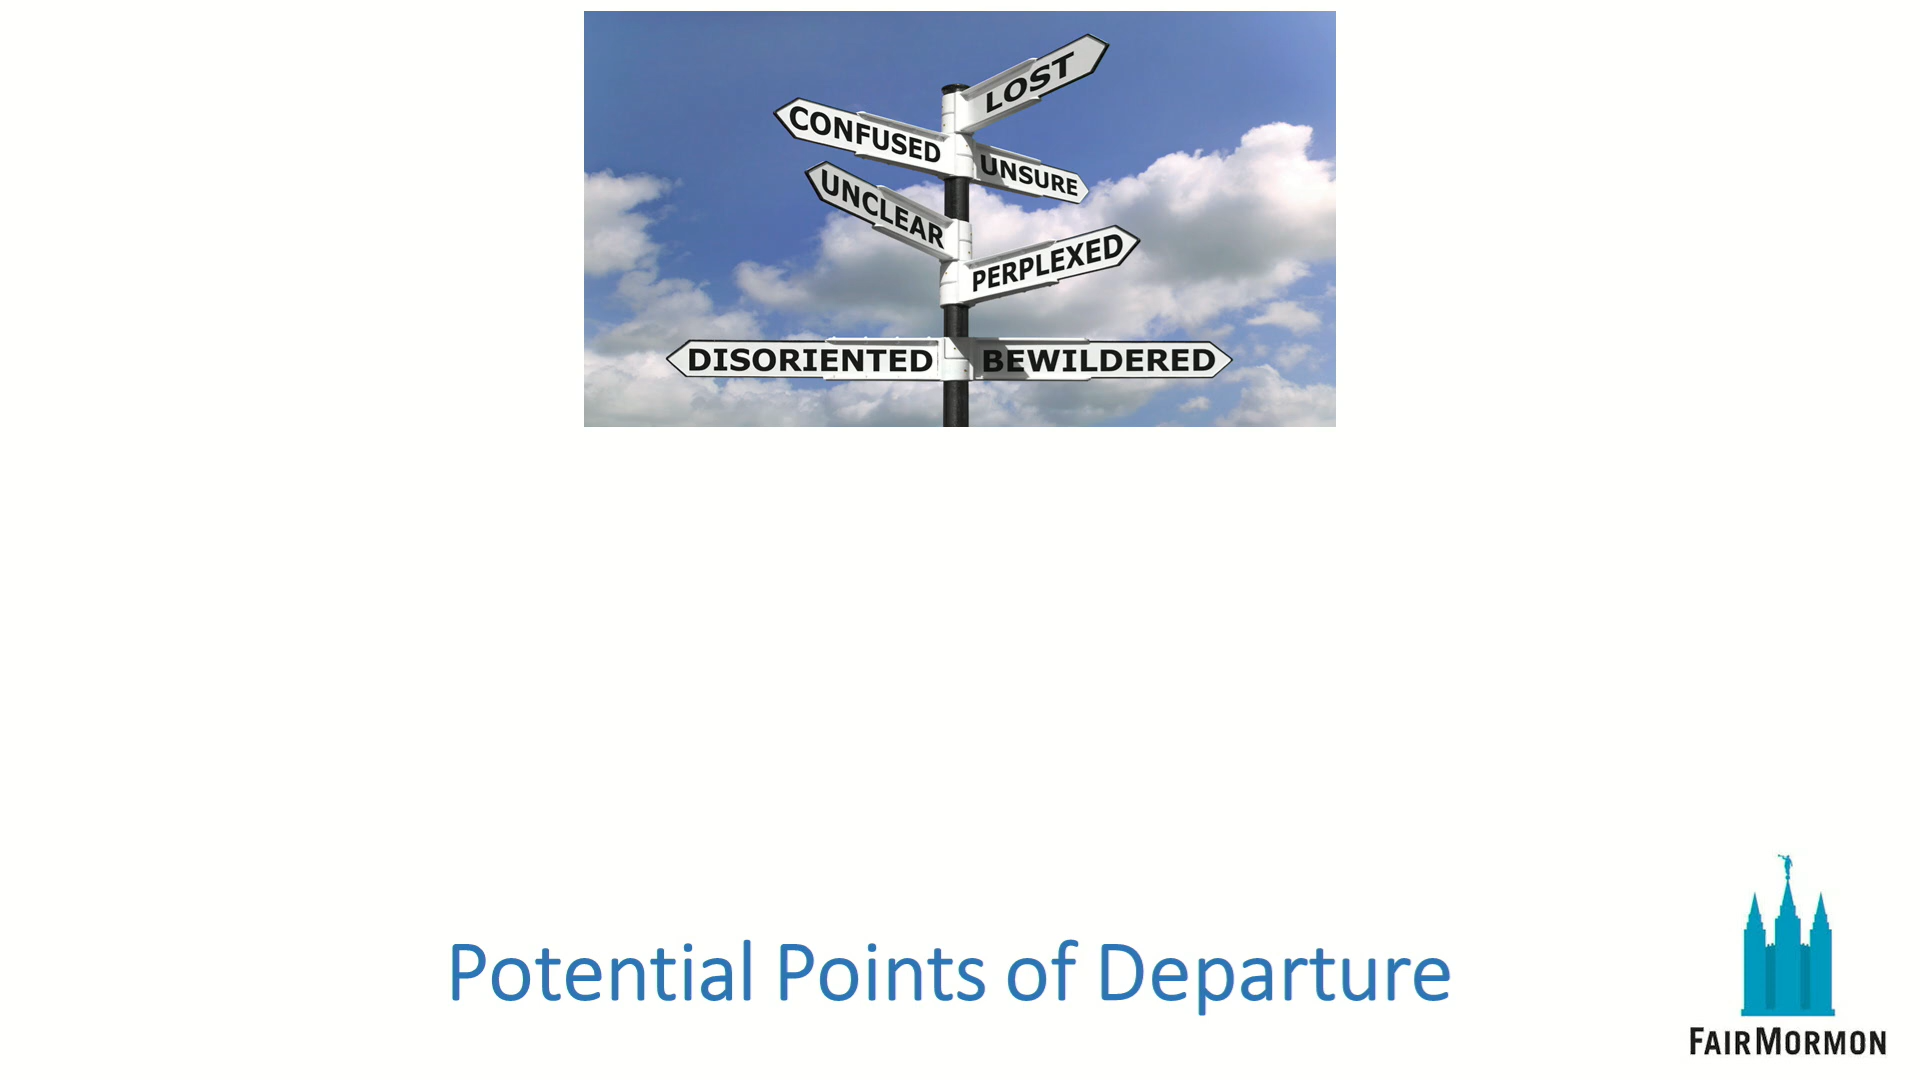 LOST
CONFUSED
UNSURE
UNCLEAR
PERPLEXED
DISORIENTED
BEWILDERED
Potential Points of Departure
FAIRMORMON